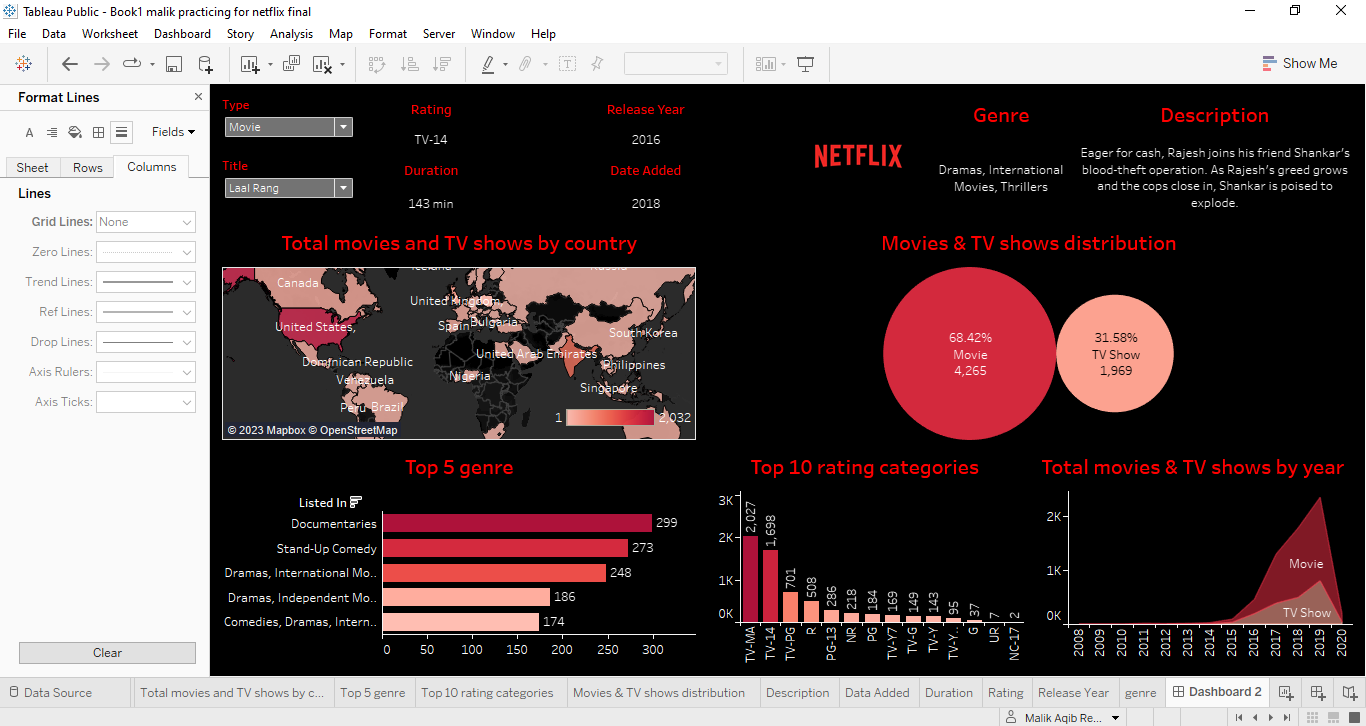 Tableau Public - Book1 malik practicing for netflix final
File Data Worksheet Dashboard Story Analysis Map Format Server Window Help
Show Me
Format Lines
A Fields
Sheet Rows Columns
Lines
Grid Lines: None
Zero Lines:
Trend Lines:
Ref Lines:
Drop Lines:
Axis Rulers:
Axis Ticks:
Clear
Type
Movie
Title
Laal Rang
Rating
TV-14
Duration
143 min
Release Year
2016
Date Added
2018
NETFLIX
Genre
Dramas, International
Movies, Thrillers
Description
Eager for cash, Rajesh joins his friend Shankar's
blood-theft operation. As Rajesh's greed grows
and the cops close in, Shankar is poised to
explode.
Total movies and TV shows by country
Iceland
Russia
Canada
United Kingdom
United States,
Spain
Bulgaria
South Korea
United Arab Emirates
Dominican Republic
Philippines
Venezuela
Nigeria
Singapore
Peru
Brazil
1 2,032
© 2023 Mapbox © OpenStreetMap
Movies & TV shows distribution
68.42%
Movie
4,265
31.58%
TV Show
1,969
Top 5 genre
Listed In
Documentaries 299
Stand-Up Comedy 273
Dramas, International Mo.. 248
Dramas, Independent Mo.. 186
Comedies, Dramas, Intern.. 174
0 50 100 150 200 250 300
Top 10 rating categories
3K
2K
1K
0K
2,027 1,698 701 508 286 218 184 169 149 143 95 37 7 2
TV-MA TV-14 TV-PG R PG-13 NR PG TV-Y7 TV-G TV-Y TV-Y.. G UR NC-17
Total movies & TV shows by year
2K
1K
0K
Movie
TV Show
2008 2009 2010 2011 2012 2013 2014 2015 2016 2017 2018 2019 2020
Data Source Total movies and TV shows by c... Top 5 genre Top 10 rating categories Movies & TV shows distribution Description Data Added Duration Rating Release Year genre Dashboard 2
Malik Aqib Re...